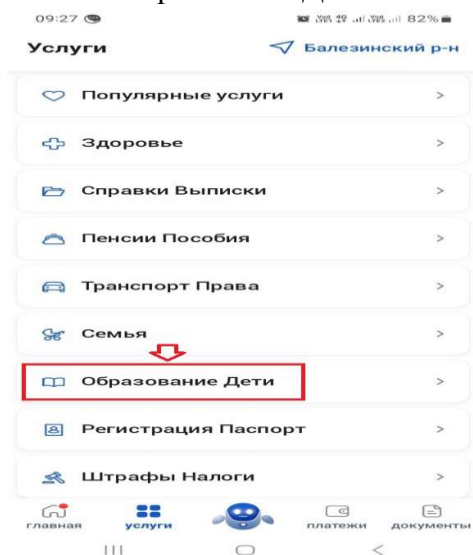 09:27 82%
Услуги Балезинский р-н
Популярные услуги
Здоровье
Справки Выписки
Пенсии Пособия
Транспорт Права
Семья
Образование Дети
Регистрация Паспорт
Штрафы Налоги
главная услуги платежи документы